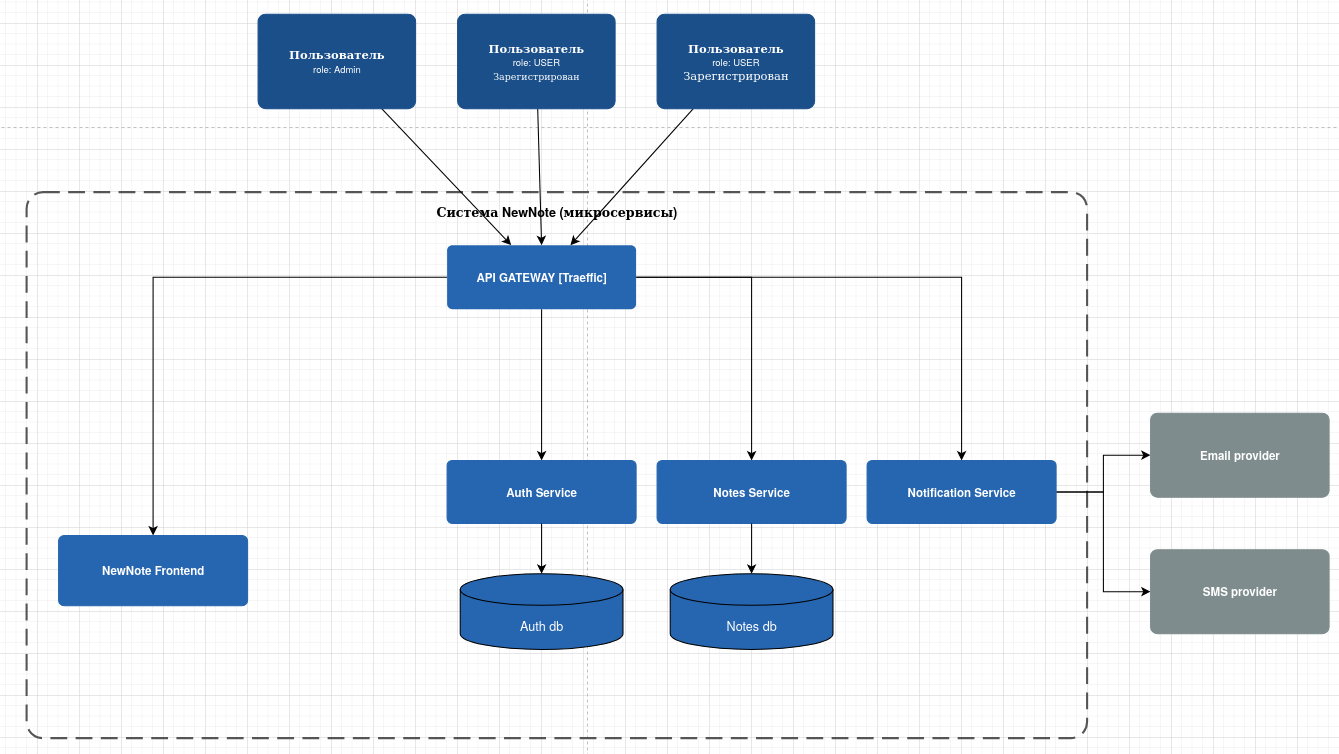 Пользователь
role: Admin
Пользователь
role: USER
Зарегистрирован
Пользователь
role: USER
Зарегистрирован
Система NewNote (микросервисы)
API GATEWAY [Traeffic]
Auth Service
Notes Service
Notification Service
Email provider
SMS provider
NewNote Frontend
Auth db
Notes db